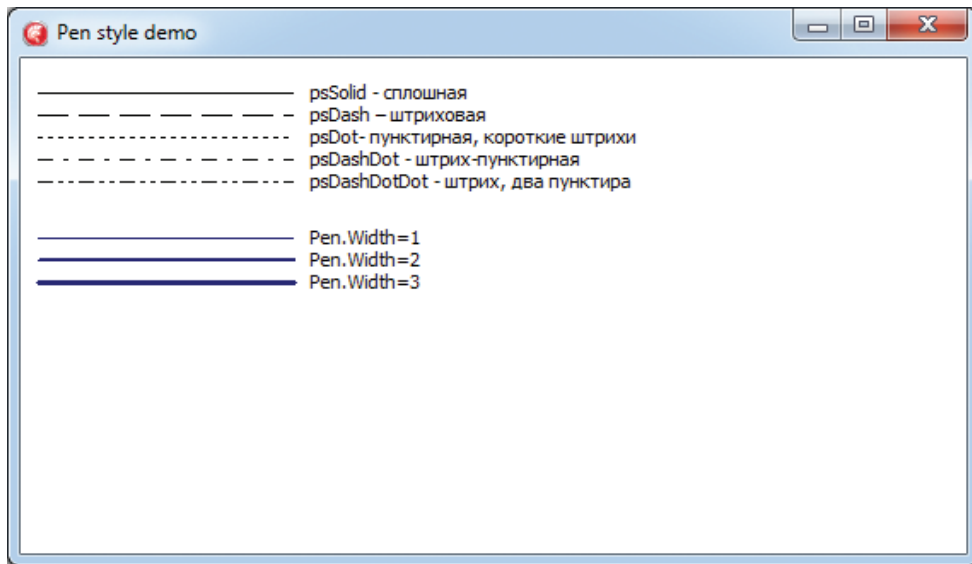 Pen style demo
psSolid - сплошная
psDash – штриховая
psDot- пунктирная, короткие штрихи
psDashDot - штрих-пунктирная
psDashDotDot - штрих, два пунктира
Pen.Width=1
Pen.Width=2
Pen.Width=3